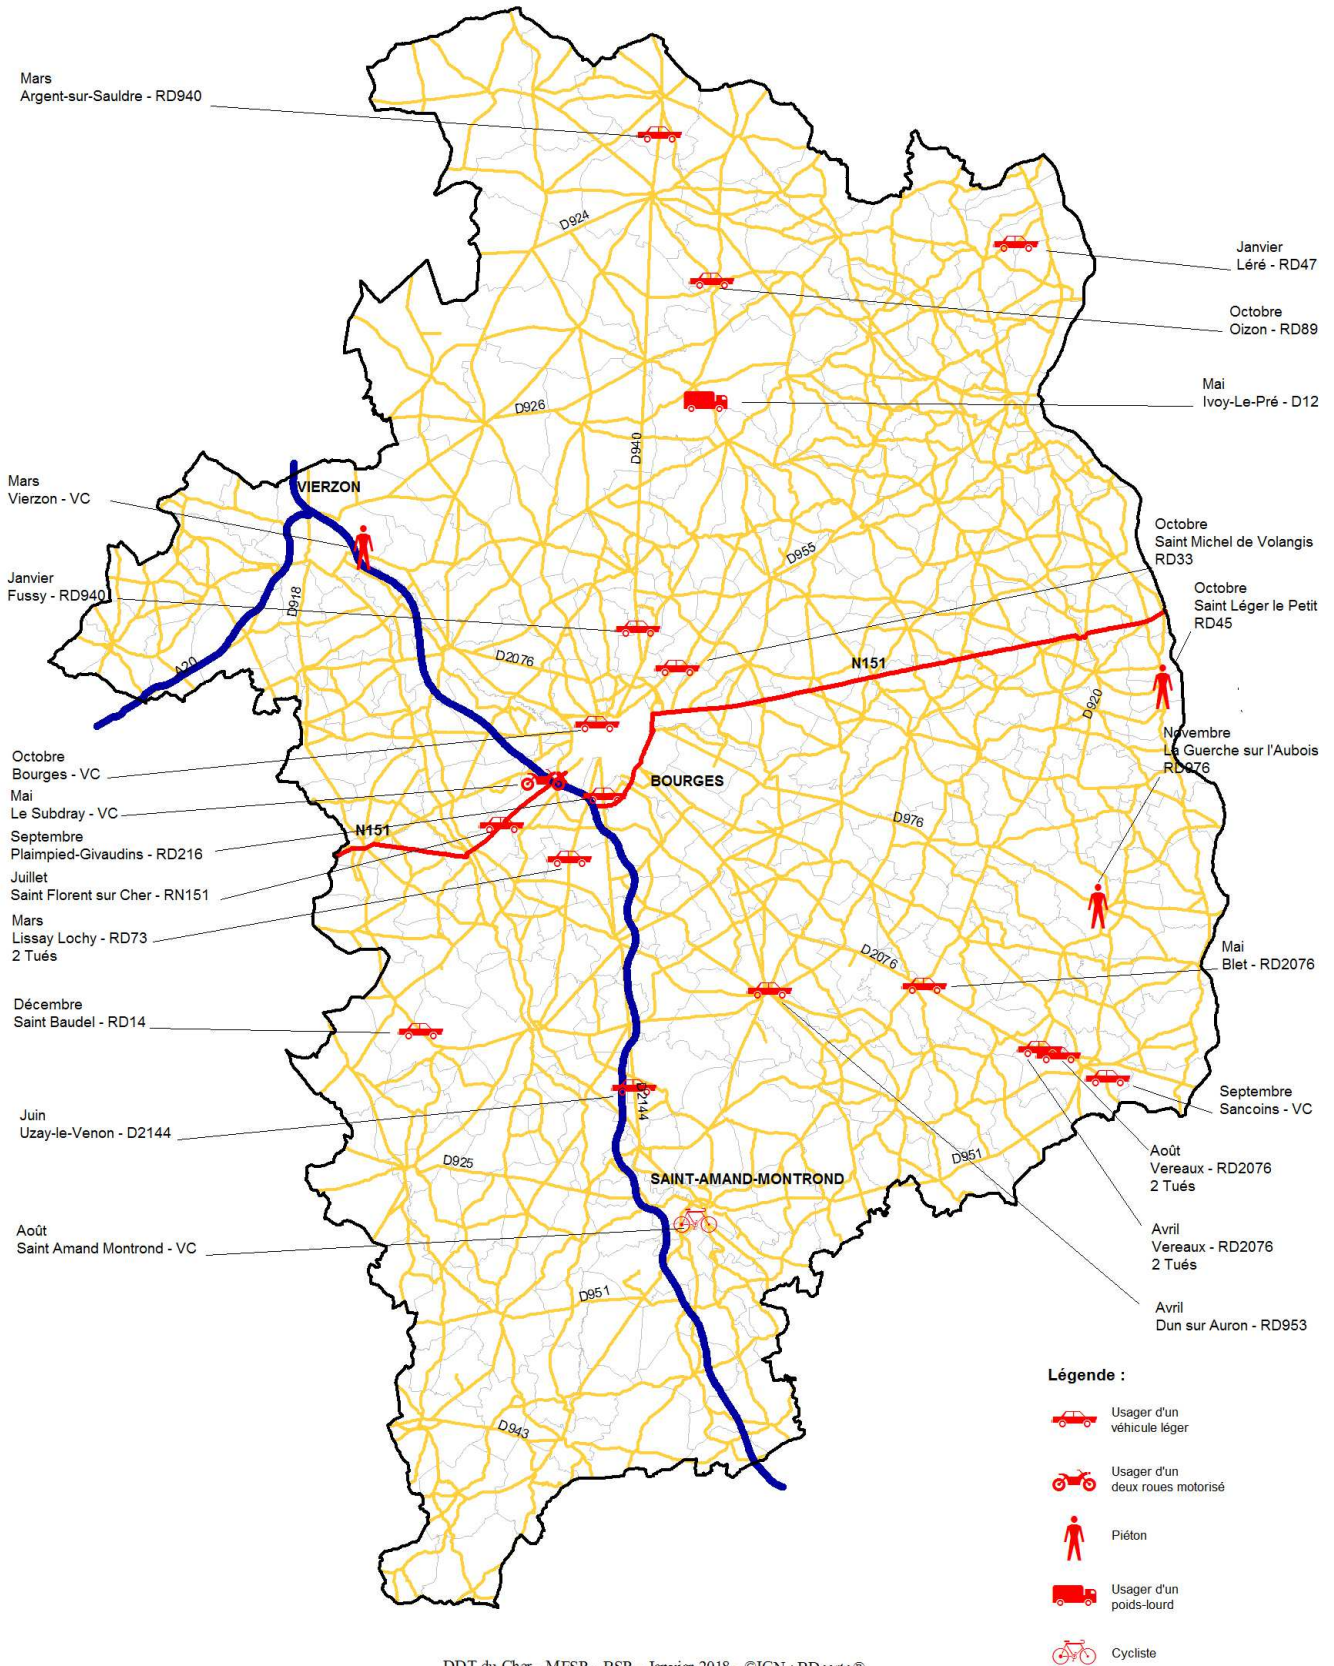 Mars
Argent-sur-Sauldre - RD940
D924
Janvier
Léré - RD47
Octobre
Oizon - RD89
Mai
Ivoy-Le-Pré - D12
D926
D940
Mars
Vierzon - VC
VIERZON
Octobre
Saint Michel de Volangis
RD33
D955
Janvier
Fussy - RD940
D918
Octobre
Saint Léger le Petit
RD45
A20
D2076
N151
D920
Novembre
La Guerche sur l'Aubois
RD976
Octobre
Bourges - VC
BOURGES
Mai
Le Subdray - VC
N151
D976
Septembre
Plaimpied-Givaudins - RD216
Juillet
Saint Florent sur Cher - RN151
Mars
Lissay Lochy - RD73
2 Tués
D2076
Mai
Blet - RD2076
Décembre
Saint Baudel - RD14
D2144
Septembre
Sancoins - VC
Juin
Uzay-le-Venon - D2144
D925
D951
Août
Vereaux - RD2076
2 Tués
SAINT-AMAND-MONTROND
Août
Saint Amand Montrond - VC
Avril
Vereaux - RD2076
2 Tués
D951
Avril
Dun sur Auron - RD953
D943
Légende :
Usager d'un
véhicule léger
Usager d'un
deux roues motorisé
Piéton
Usager d'un
poids-lourd
Cycliste